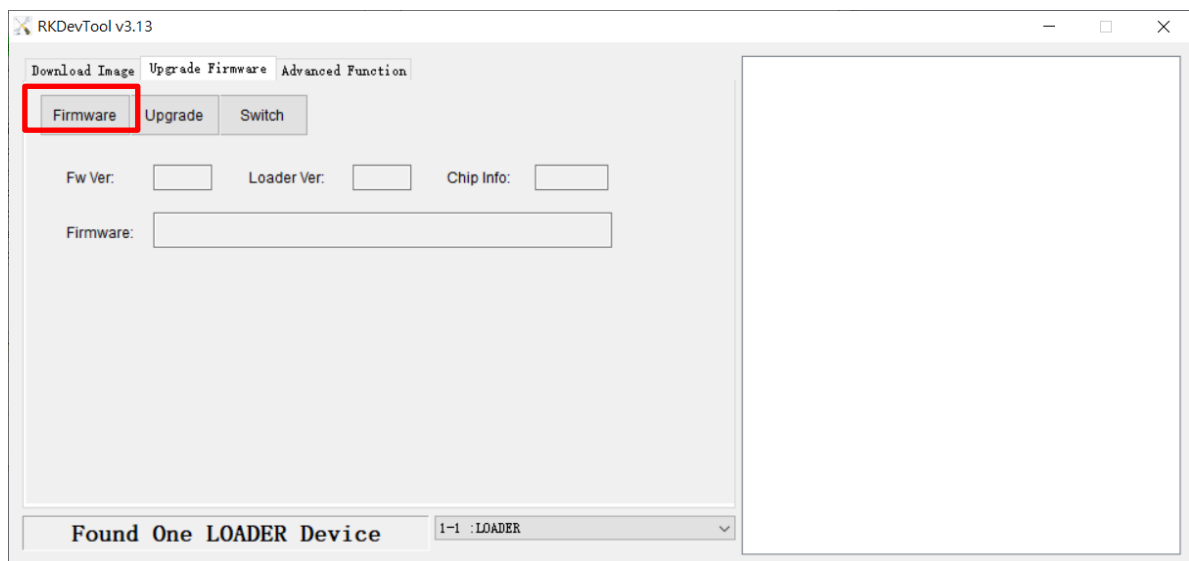 RKDevTool v3.13
Download Image Upgrade Firmware Advanced Function
Firmware Upgrade Switch
Fw Ver: Loader Ver: Chip Info:
Firmware:
Found One LOADER Device 1-1 :LOADER